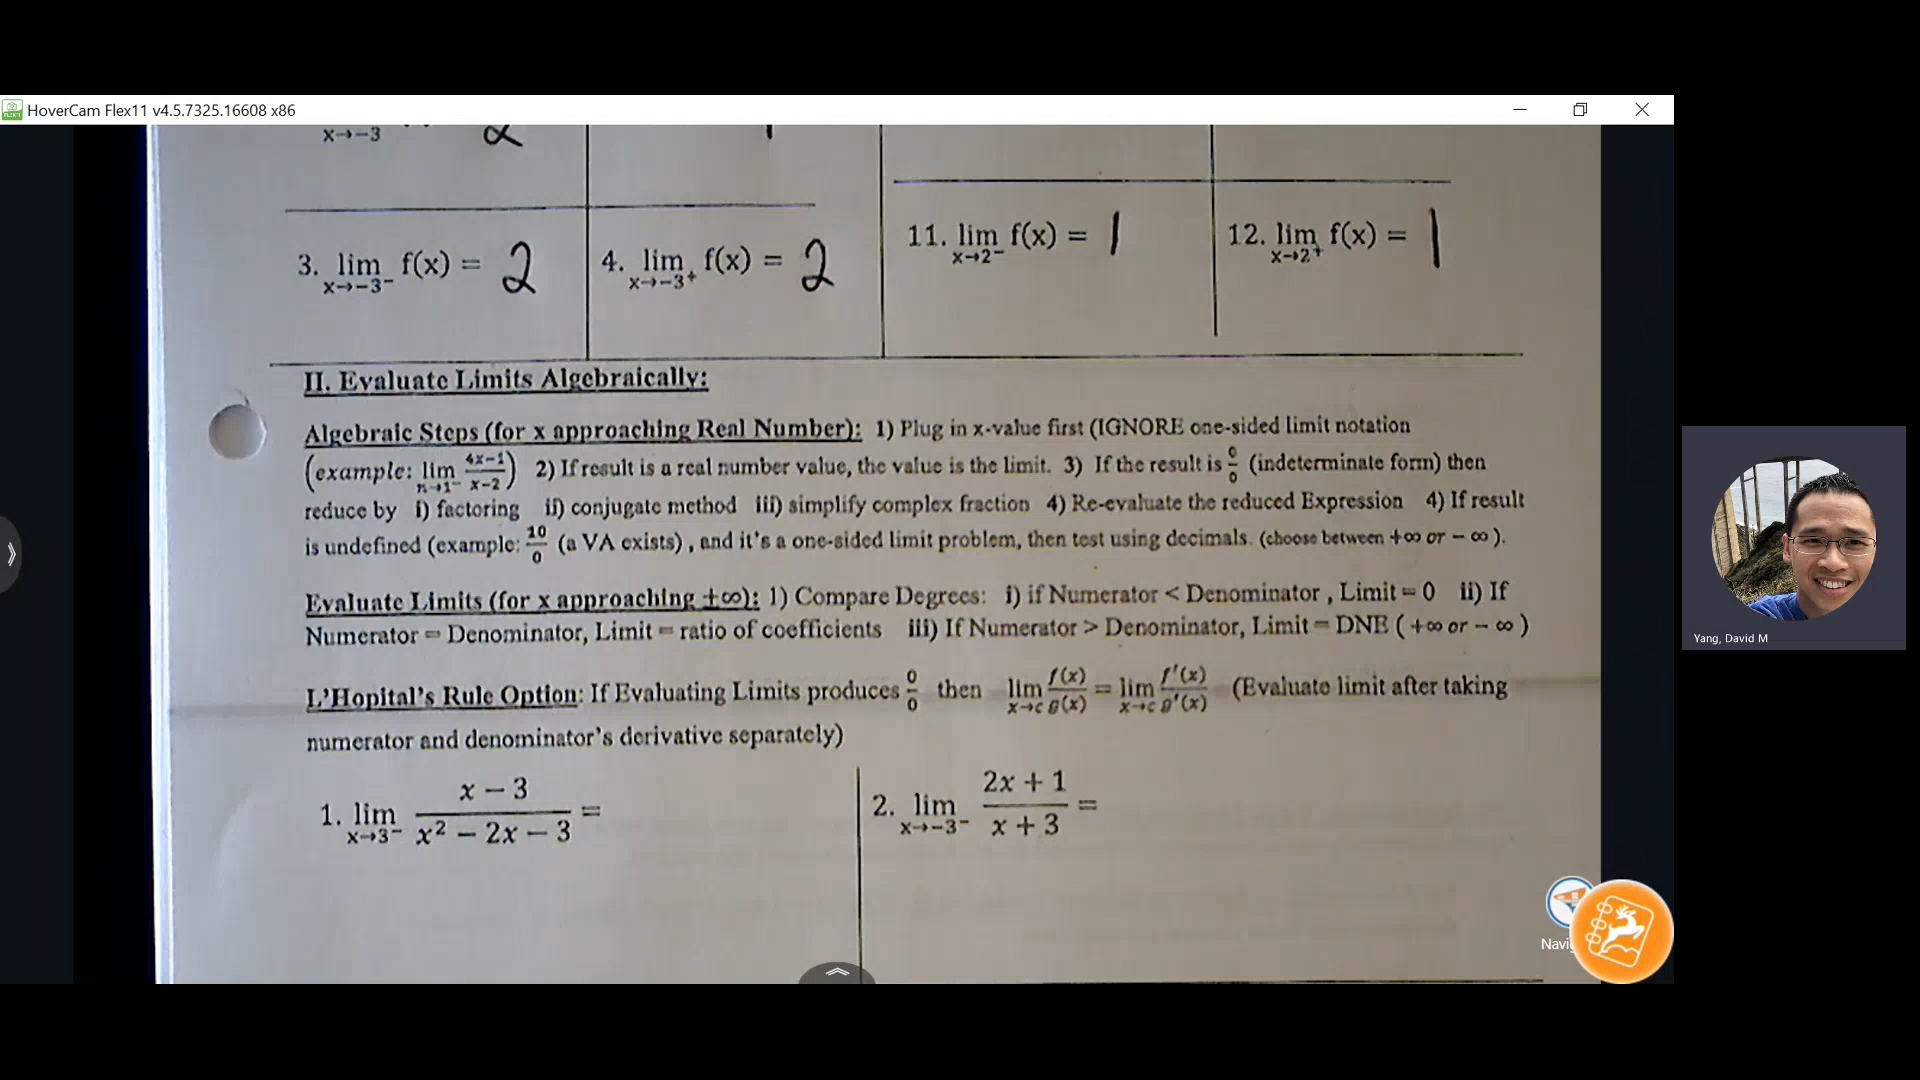 HoverCam Flex11 v4.5.7325.16608 x86
x→−3 2
3. lim x→−3⁻ f(x) = 2
4. lim x→−3⁺ f(x) = 2
11. lim x→2⁻ f(x) = 1
12. lim x→2⁺ f(x) = 1
II. Evaluate Limits Algebraically:
Algebraic Steps (for x approaching Real Number): 1) Plug in x-value first (IGNORE one-sided limit notation
(example: lim n→1⁻ (4x−1)/(x−2)) 2) If result is a real number value, the value is the limit. 3) If the result is 0/0 (indeterminate form) then
reduce by i) factoring ii) conjugate method iii) simplify complex fraction 4) Re-evaluate the reduced Expression 4) If result
is undefined (example: 10/0 (a VA exists) , and it's a one-sided limit problem, then test using decimals. (choose between +∞ or − ∞ ).
Evaluate Limits (for x approaching ±∞): 1) Compare Degrees: i) if Numerator < Denominator , Limit = 0 ii) If
Numerator = Denominator, Limit = ratio of coefficients iii) If Numerator > Denominator, Limit = DNE ( +∞ or − ∞ )
L'Hopital's Rule Option: If Evaluating Limits produces 0/0 then lim x→c f(x)/g(x) = lim x→c f′(x)/g′(x) (Evaluate limit after taking
numerator and denominator's derivative separately)
1. lim x→3⁻ (x − 3)/(x² − 2x − 3) =
2. lim x→−3⁻ (2x + 1)/(x + 3) =
Yang, David M